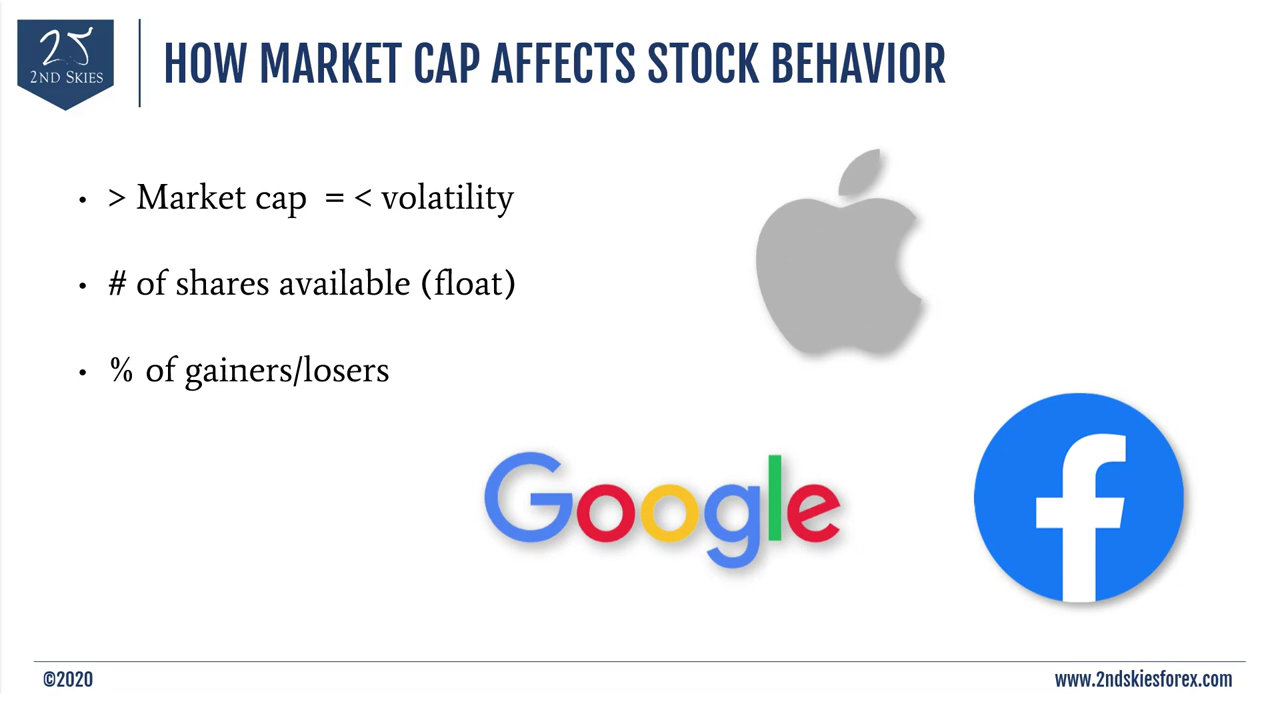 2S
2ND SKIES
HOW MARKET CAP AFFECTS STOCK BEHAVIOR
• > Market cap = < volatility
• # of shares available (float)
• % of gainers/losers
Google
f
©2020
www.2ndskiesforex.com